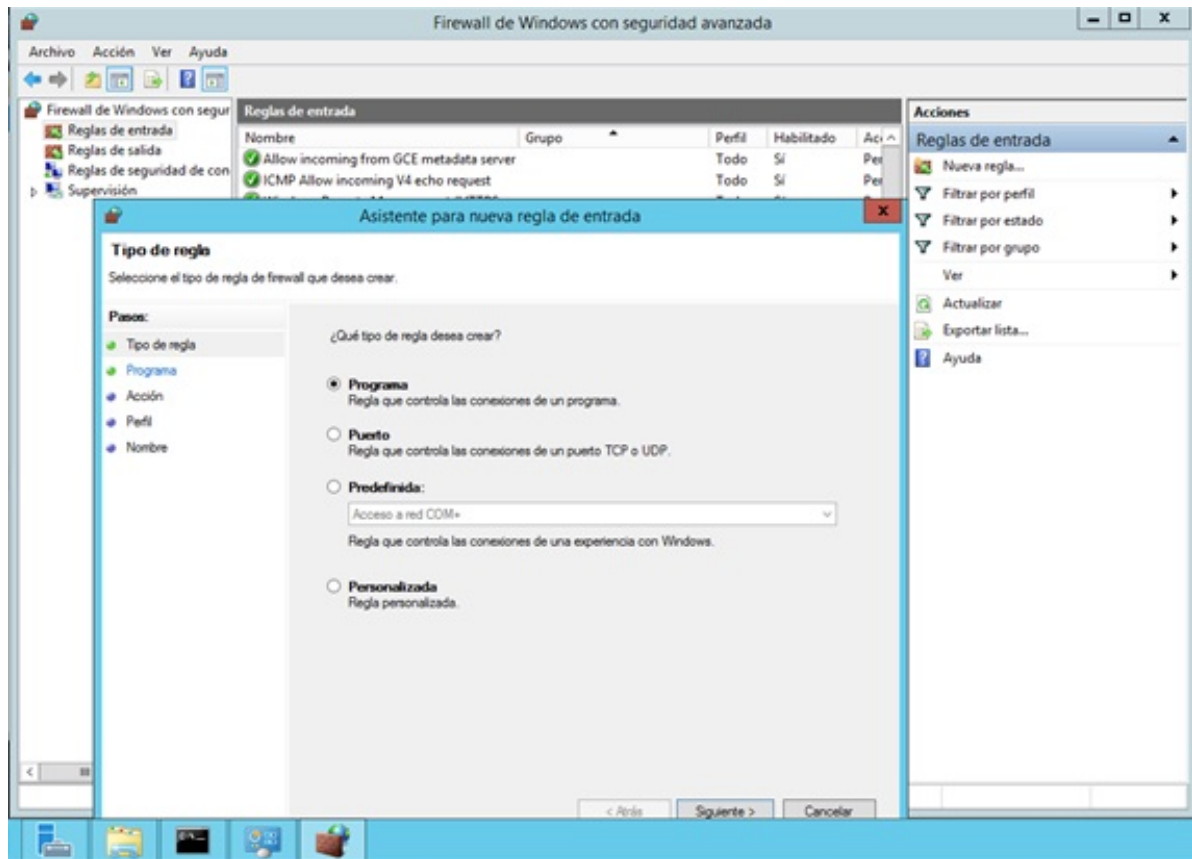 Firewall de Windows con seguridad avanzada
Archivo Acción Ver Ayuda
Firewall de Windows con segur
Reglas de entrada
Reglas de salida
Reglas de seguridad de con
Supervisión
Reglas de entrada
Nombre Grupo Perfil Habilitado Acc
Allow incoming from GCE metadata server Todo Sí Per
ICMP Allow incoming V4 echo request Todo Sí Per
Acciones
Reglas de entrada
Nueva regla...
Filtrar por perfil
Filtrar por estado
Filtrar por grupo
Ver
Actualizar
Exportar lista...
Ayuda
Asistente para nueva regla de entrada
Tipo de regla
Seleccione el tipo de regla de firewall que desea crear.
Pasos:
Tipo de regla
Programa
Acción
Perfil
Nombre
¿Qué tipo de regla desea crear?
Programa
Regla que controla las conexiones de un programa.
Puerto
Regla que controla las conexiones de un puerto TCP o UDP.
Predefinida:
Acceso a red COM+
Regla que controla las conexiones de una experiencia con Windows.
Personalizada
Regla personalizada.
< Atrás Siguiente > Cancelar